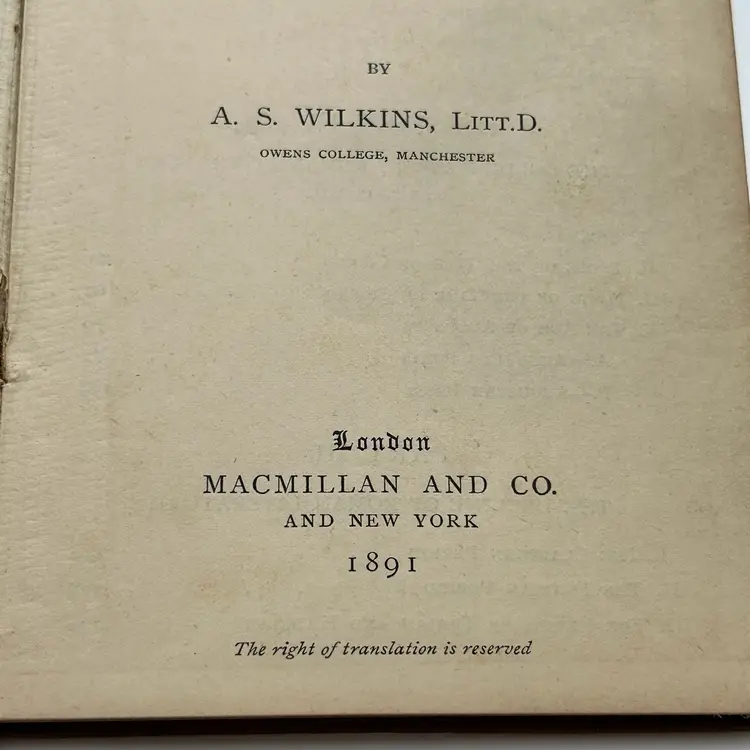 BY
A. S. WILKINS, LITT.D.
OWENS COLLEGE, MANCHESTER
London
MACMILLAN AND CO.
AND NEW YORK
1891
The right of translation is reserved